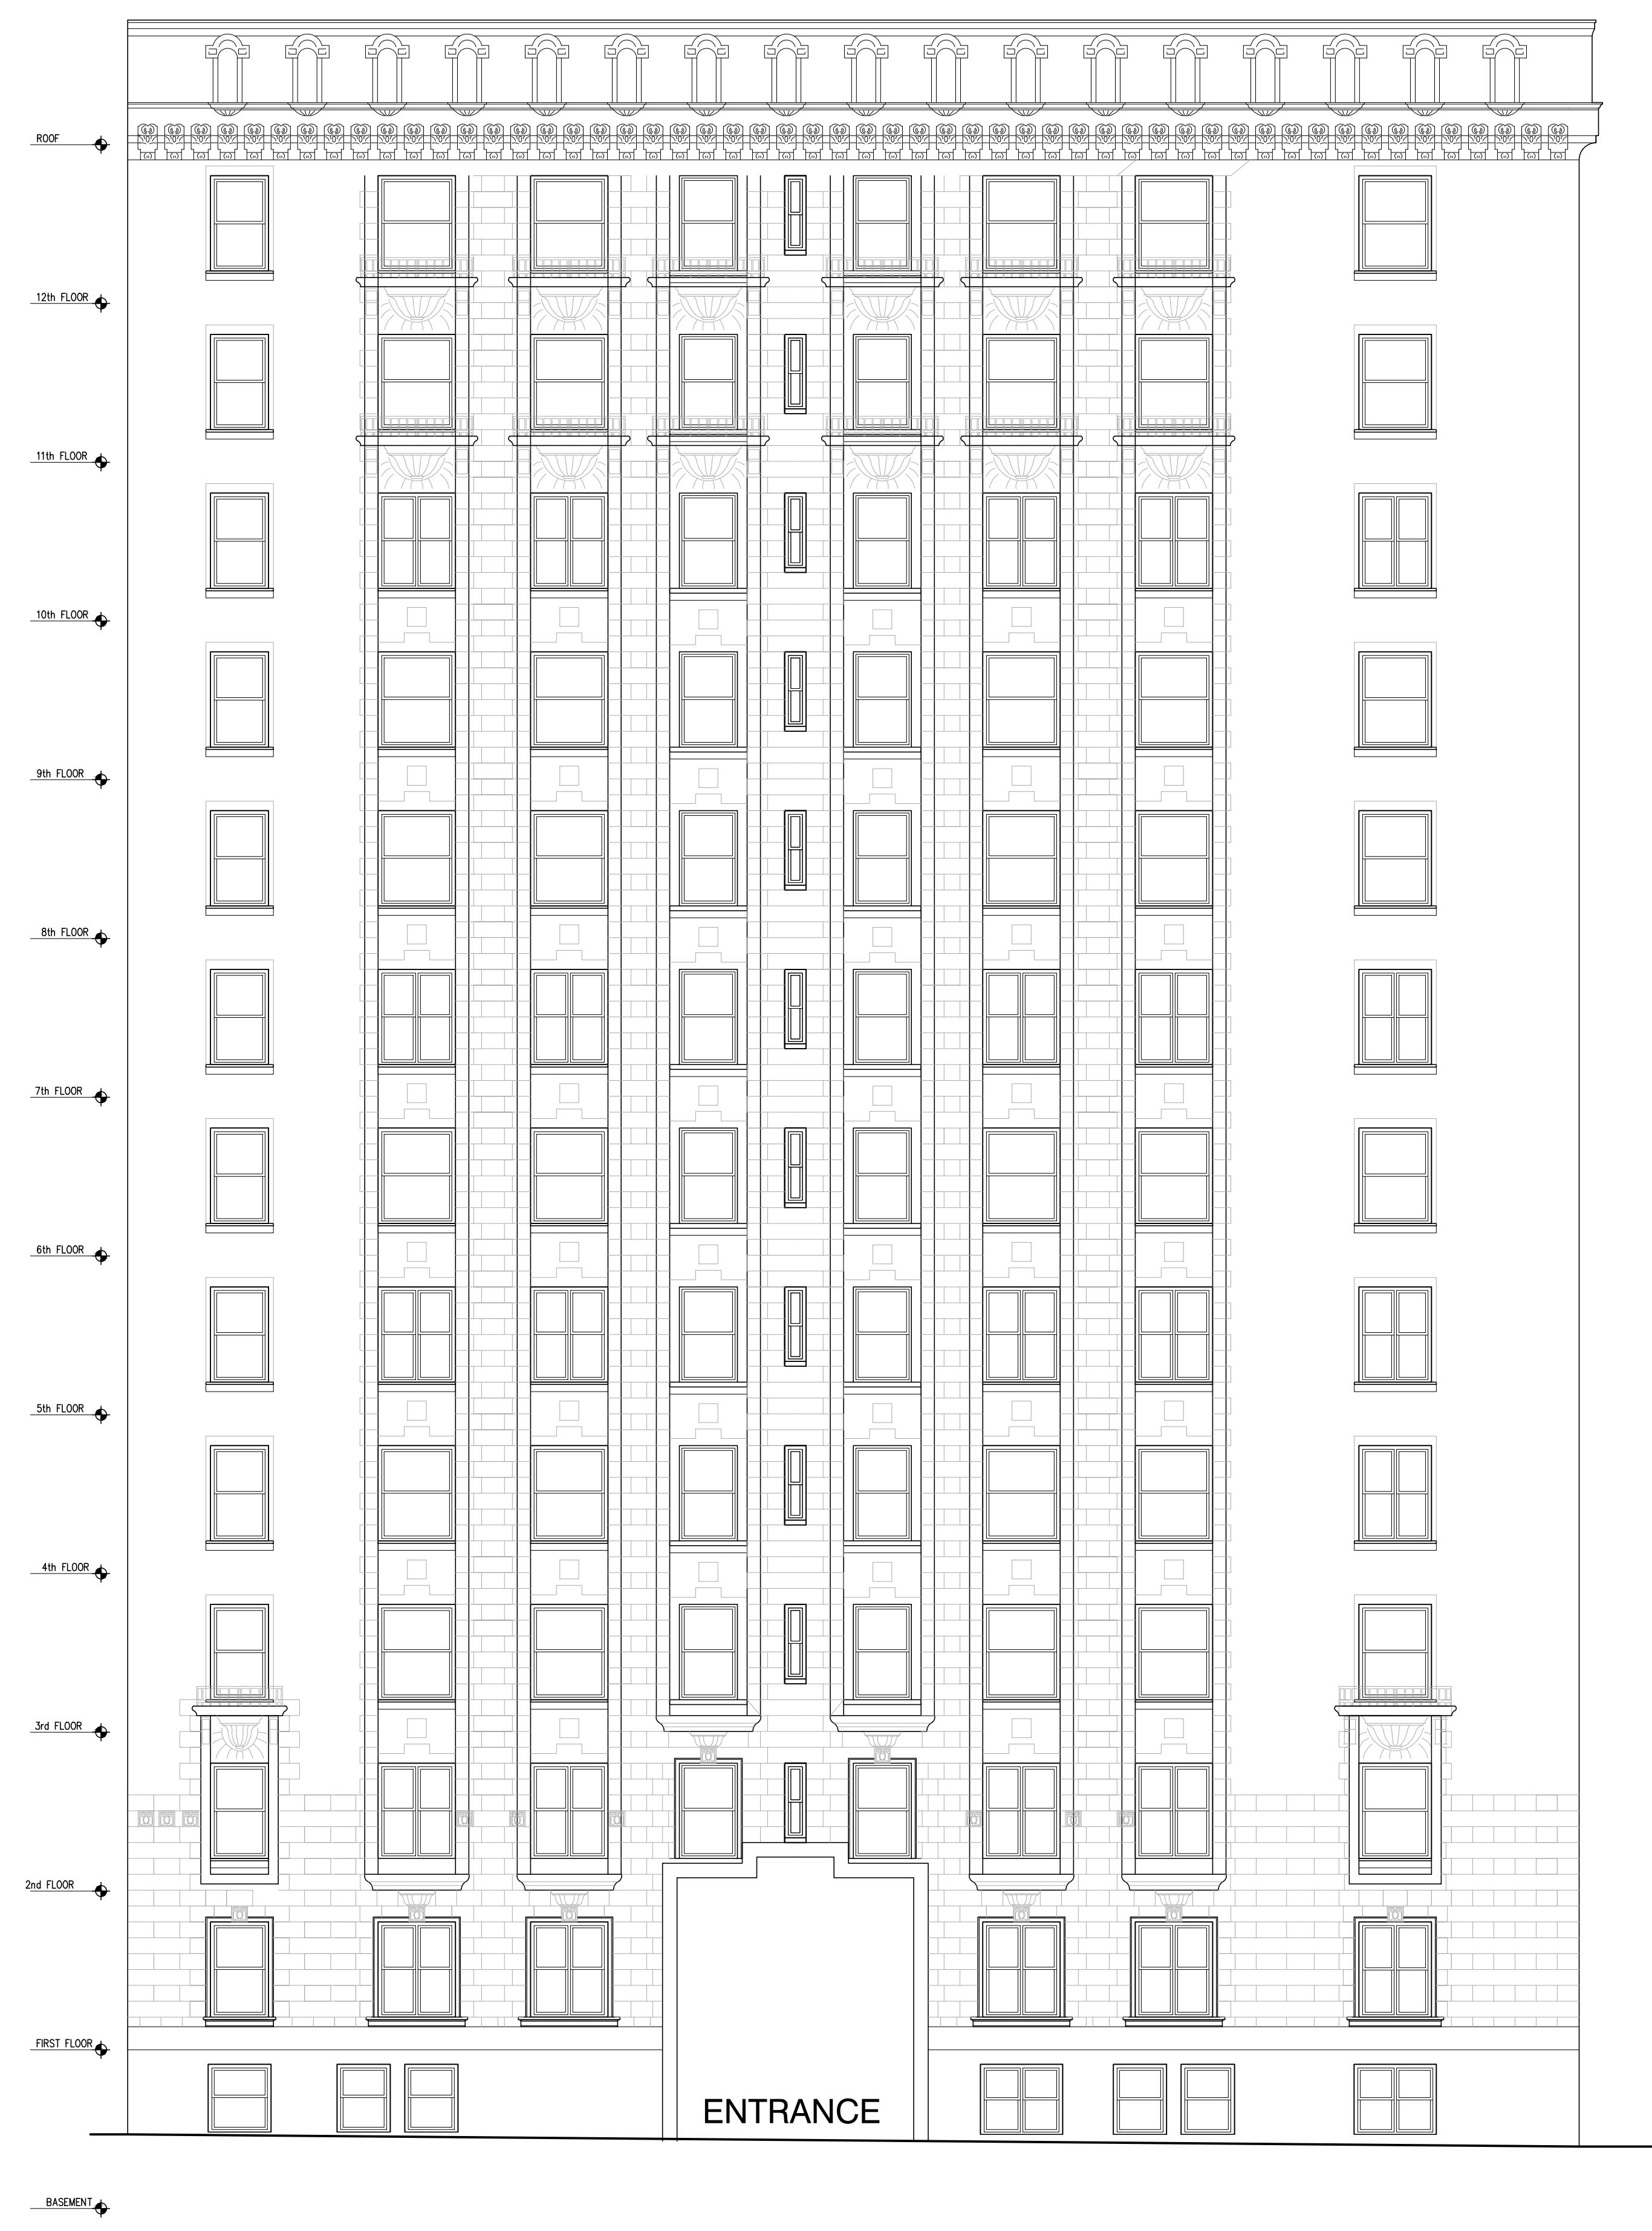 ROOF
12th FLOOR
11th FLOOR
10th FLOOR
9th FLOOR
8th FLOOR
7th FLOOR
6th FLOOR
5th FLOOR
4th FLOOR
3rd FLOOR
2nd FLOOR
FIRST FLOOR
ENTRANCE
BASEMENT